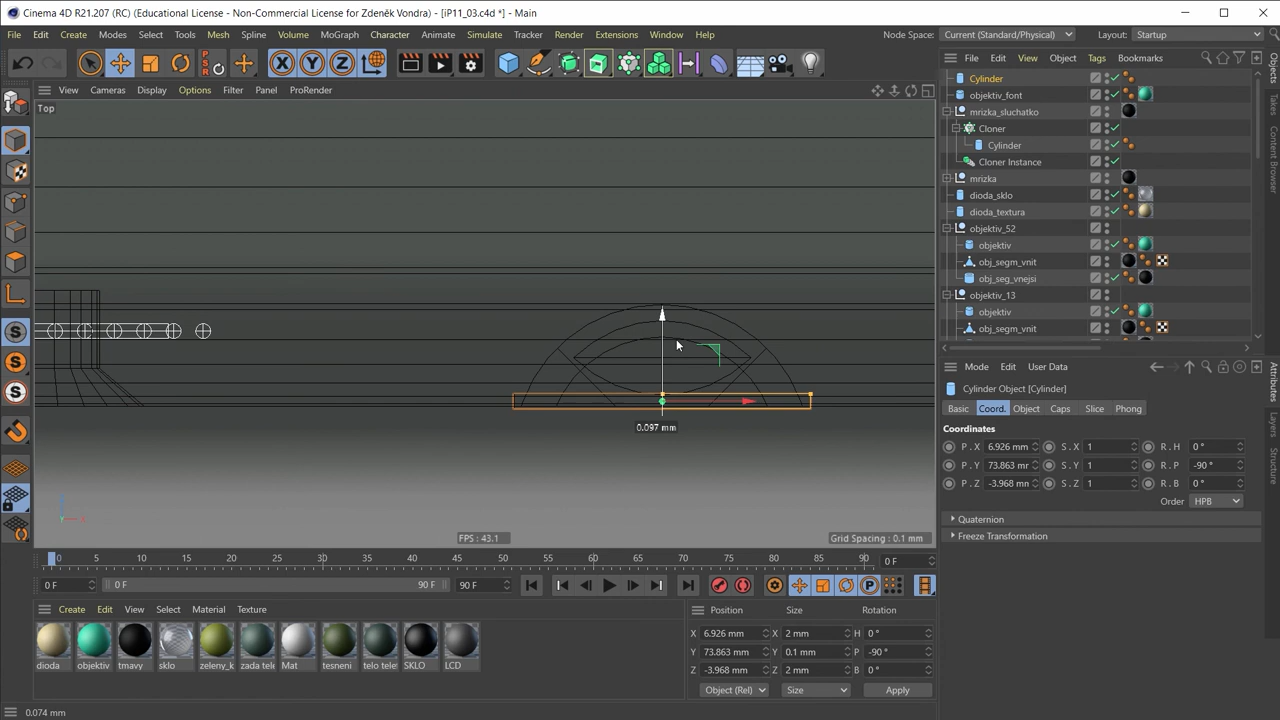 Cinema 4D R21.207 (RC) (Educational License - Non-Commercial License for Zdeněk Vondra) - [iP11_03.c4d *] - Main
File Edit Create Modes Select Tools Mesh Spline Volume MoGraph Character Animate Simulate Tracker Render Extensions Window Help Node Space: Current (Standard/Physical) Layout: Startup
X Y Z PSR
View Cameras Display Options Filter Panel ProRender
Top
0.097 mm
FPS : 43.1
Grid Spacing : 0.1 mm
0 5 10 15 20 25 30 35 40 45 50 55 60 65 70 75 80 85 90 0 F
0 F 0 F 90 F 90 F
Create Edit View Select Material Texture
dioda objektiv tmavy sklo zeleny_k zada tele Mat tesneni telo tele SKLO LCD
Position Size Rotation
X 6.926 mm X 2 mm H 0 °
Y 73.863 mm Y 0.1 mm P -90 °
Z -3.968 mm Z 2 mm B 0 °
Object (Rel) Size Apply
0.074 mm
File Edit View Object Tags Bookmarks
Cylinder
objektiv_font
mrizka_sluchatko
Cloner
Cylinder
Cloner Instance
mrizka
dioda_sklo
dioda_textura
objektiv_52
objektiv
obj_segm_vnit
obj_seg_vnejsi
objektiv_13
objektiv
obj_segm_vnit
Mode Edit User Data
Cylinder Object [Cylinder]
Basic Coord. Object Caps Slice Phong
Coordinates
P . X 6.926 mm S . X 1 R . H 0 °
P . Y 73.863 mr S . Y 1 R . P -90 °
P . Z -3.968 mm S . Z 1 R . B 0 °
Order HPB
Quaternion
Freeze Transformation
Objects
Takes
Content Browser
Attributes
Layers
Structure